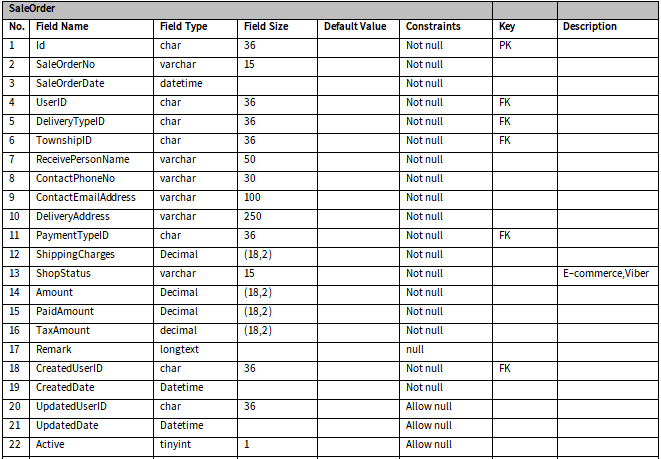 SaleOrder
No. Field Name Field Type Field Size Default Value Constraints Key Description
1 Id char 36 Not null PK
2 SaleOrderNo varchar 15 Not null
3 SaleOrderDate datetime Not null
4 UserID char 36 Not null FK
5 DeliveryTypeID char 36 Not null FK
6 TownshipID char 36 Not null FK
7 ReceivePersonName varchar 50 Not null
8 ContactPhoneNo varchar 30 Not null
9 ContactEmailAddress varchar 100 Not null
10 DeliveryAddress varchar 250 Not null
11 PaymentTypeID char 36 Not null FK
12 ShippingCharges Decimal (18,2) Not null
13 ShopStatus varchar 15 Not null E-commerce,Viber
14 Amount Decimal (18,2) Not null
15 PaidAmount Decimal (18,2) Not null
16 TaxAmount decimal (18,2) Not null
17 Remark longtext null
18 CreatedUserID char 36 Not null FK
19 CreatedDate Datetime Not null
20 UpdatedUserID char 36 Allow null
21 UpdatedDate Datetime Allow null
22 Active tinyint 1 Allow null